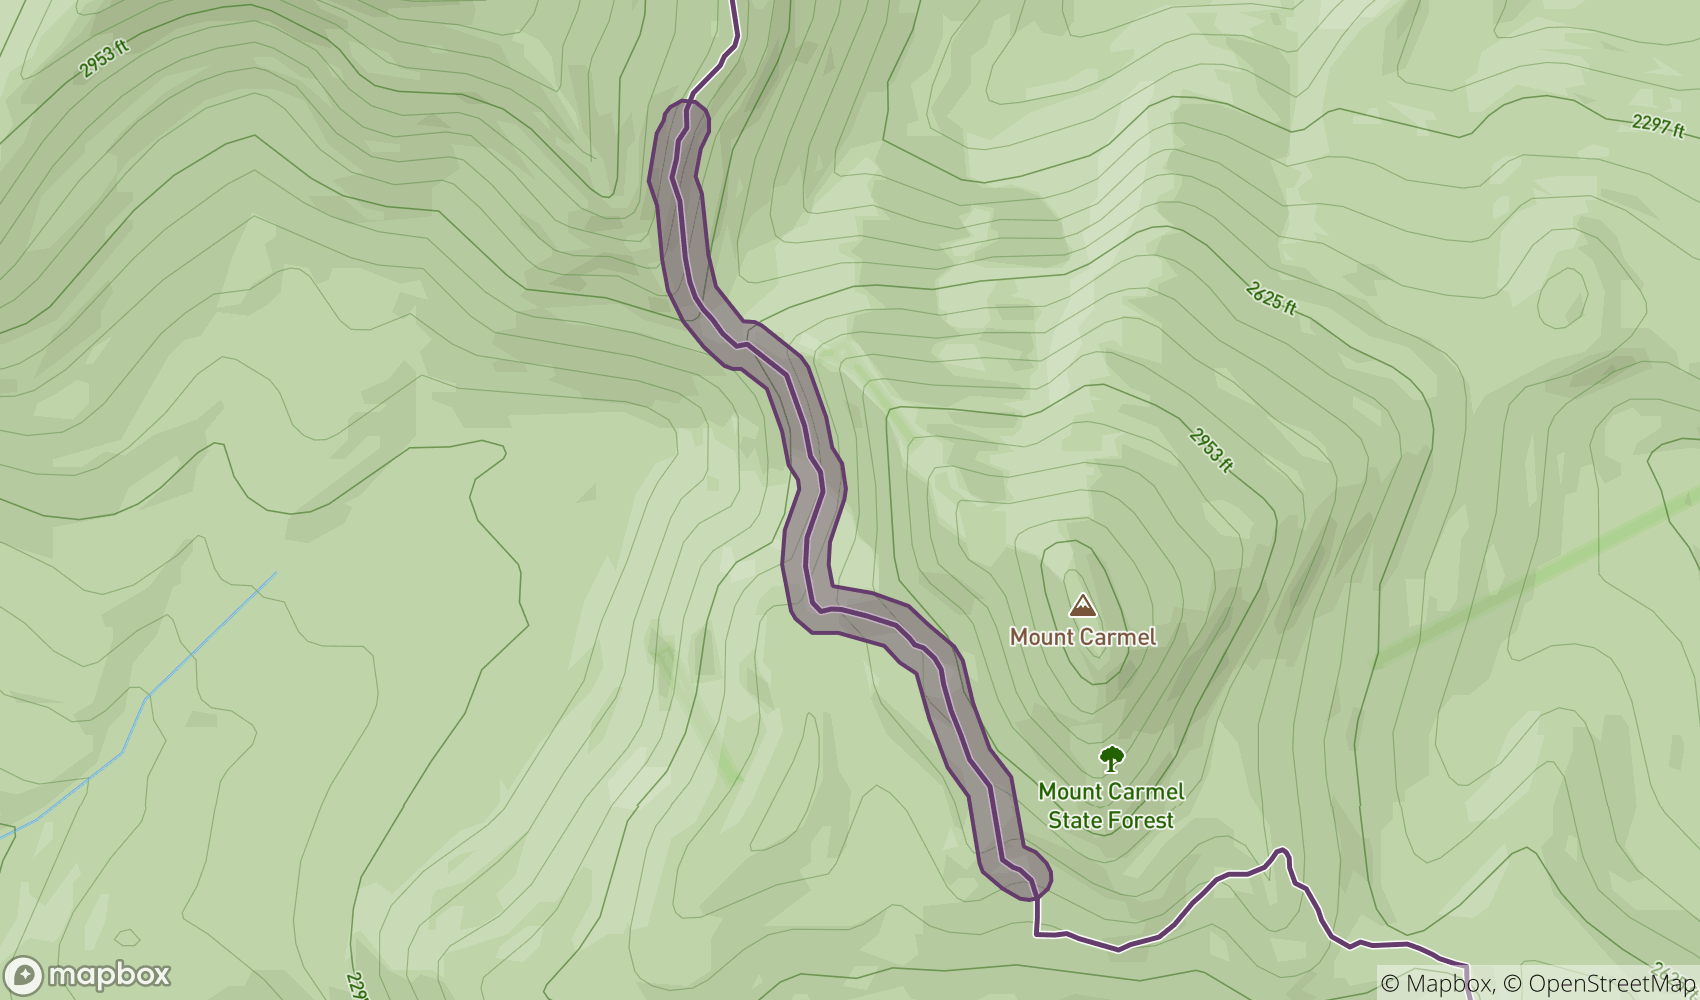 2953 ft
2297 ft
2625 ft
2953 ft
Mount Carmel
Mount Carmel
State Forest
mapbox
© Mapbox, © OpenStreetMap